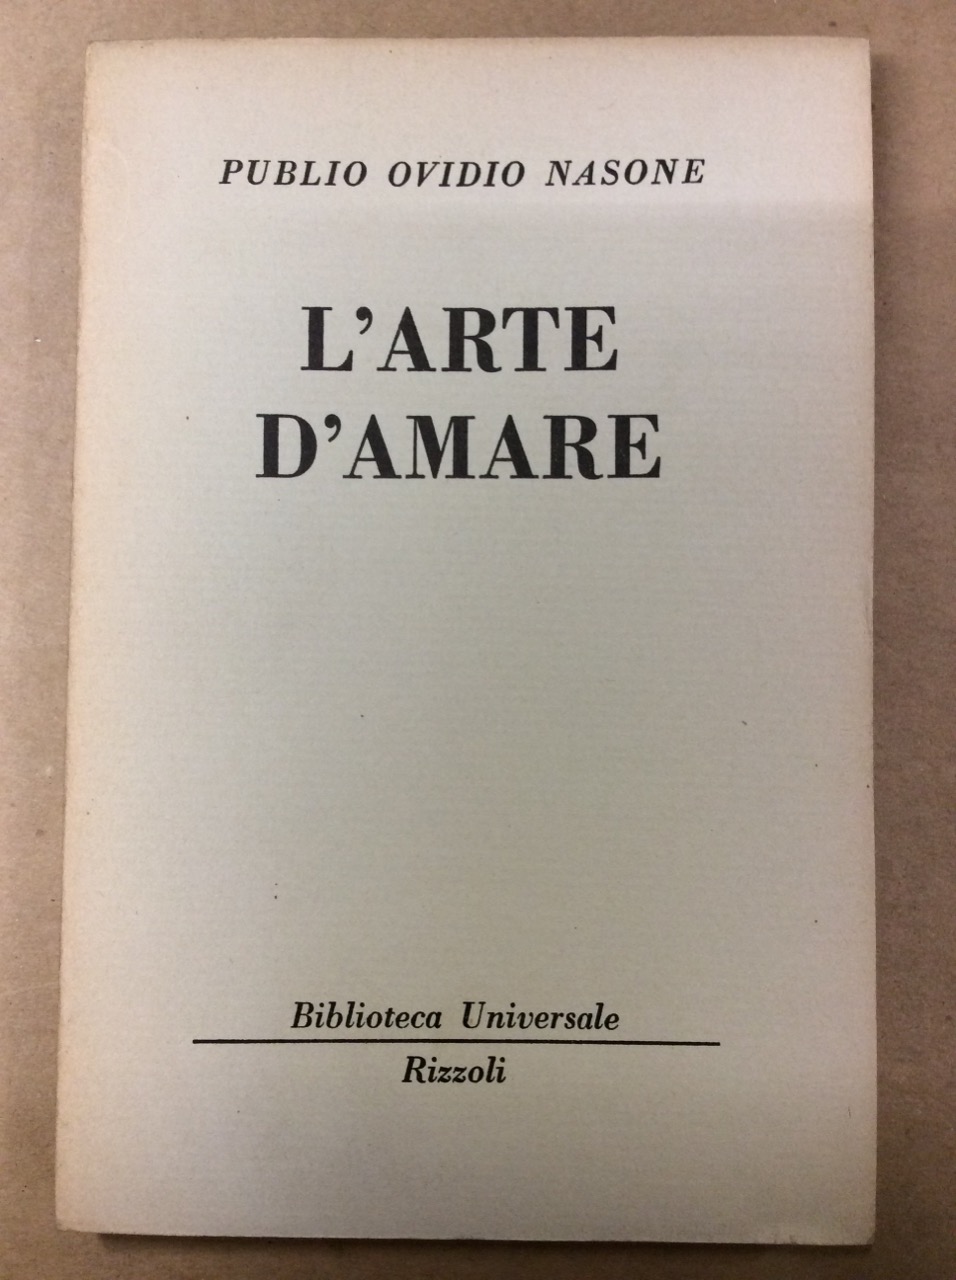 PUBLIO OVIDIO NASONE
L'ARTE
D'AMARE
Biblioteca Universale
Rizzoli